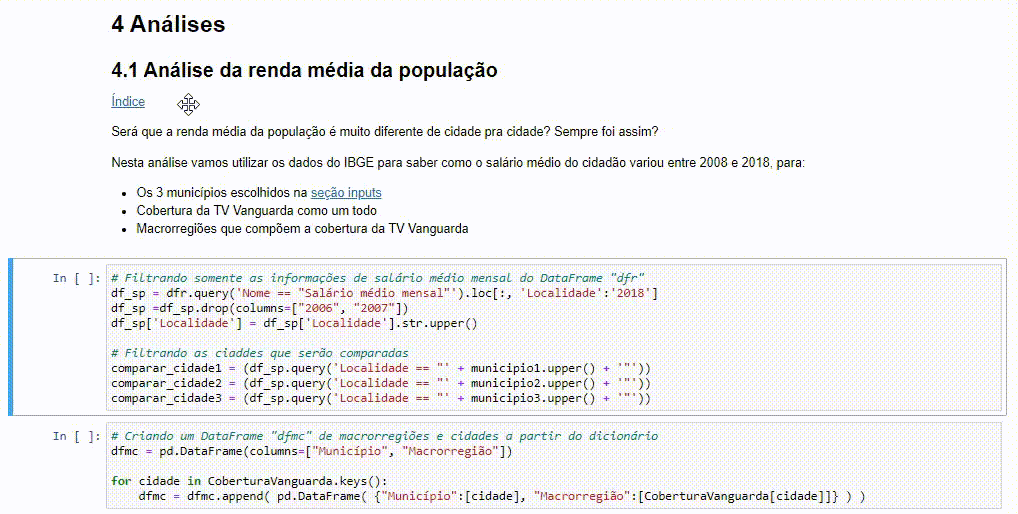 4 Análises
4.1 Análise da renda média da população
Índice
Será que a renda média da população é muito diferente de cidade pra cidade? Sempre foi assim?
Nesta análise vamos utilizar os dados do IBGE para saber como o salário médio do cidadão variou entre 2008 e 2018, para:
• Os 3 municípios escolhidos na seção inputs
• Cobertura da TV Vanguarda como um todo
• Macrorregiões que compõem a cobertura da TV Vanguarda
In [ ]: # Filtrando somente as informações de salário médio mensal do DataFrame "dfr"
df_sp = dfr.query('Nome == "Salário médio mensal"').loc[:, 'Localidade':'2018']
df_sp =df_sp.drop(columns=["2006", "2007"])
df_sp['Localidade'] = df_sp['Localidade'].str.upper()
# Filtrando as ciaddes que serão comparadas
comparar_cidade1 = (df_sp.query('Localidade == "' + municipio1.upper() + '"'))
comparar_cidade2 = (df_sp.query('Localidade == "' + municipio2.upper() + '"'))
comparar_cidade3 = (df_sp.query('Localidade == "' + municipio3.upper() + '"'))
In [ ]: # Criando um DataFrame "dfmc" de macrorregiões e cidades a partir do dicionário
dfmc = pd.DataFrame(columns=["Município", "Macrorregião"])
for cidade in CoberturaVanguarda.keys():
    dfmc = dfmc.append( pd.DataFrame( {"Município":[cidade], "Macrorregião":[CoberturaVanguarda[cidade]]} ) )